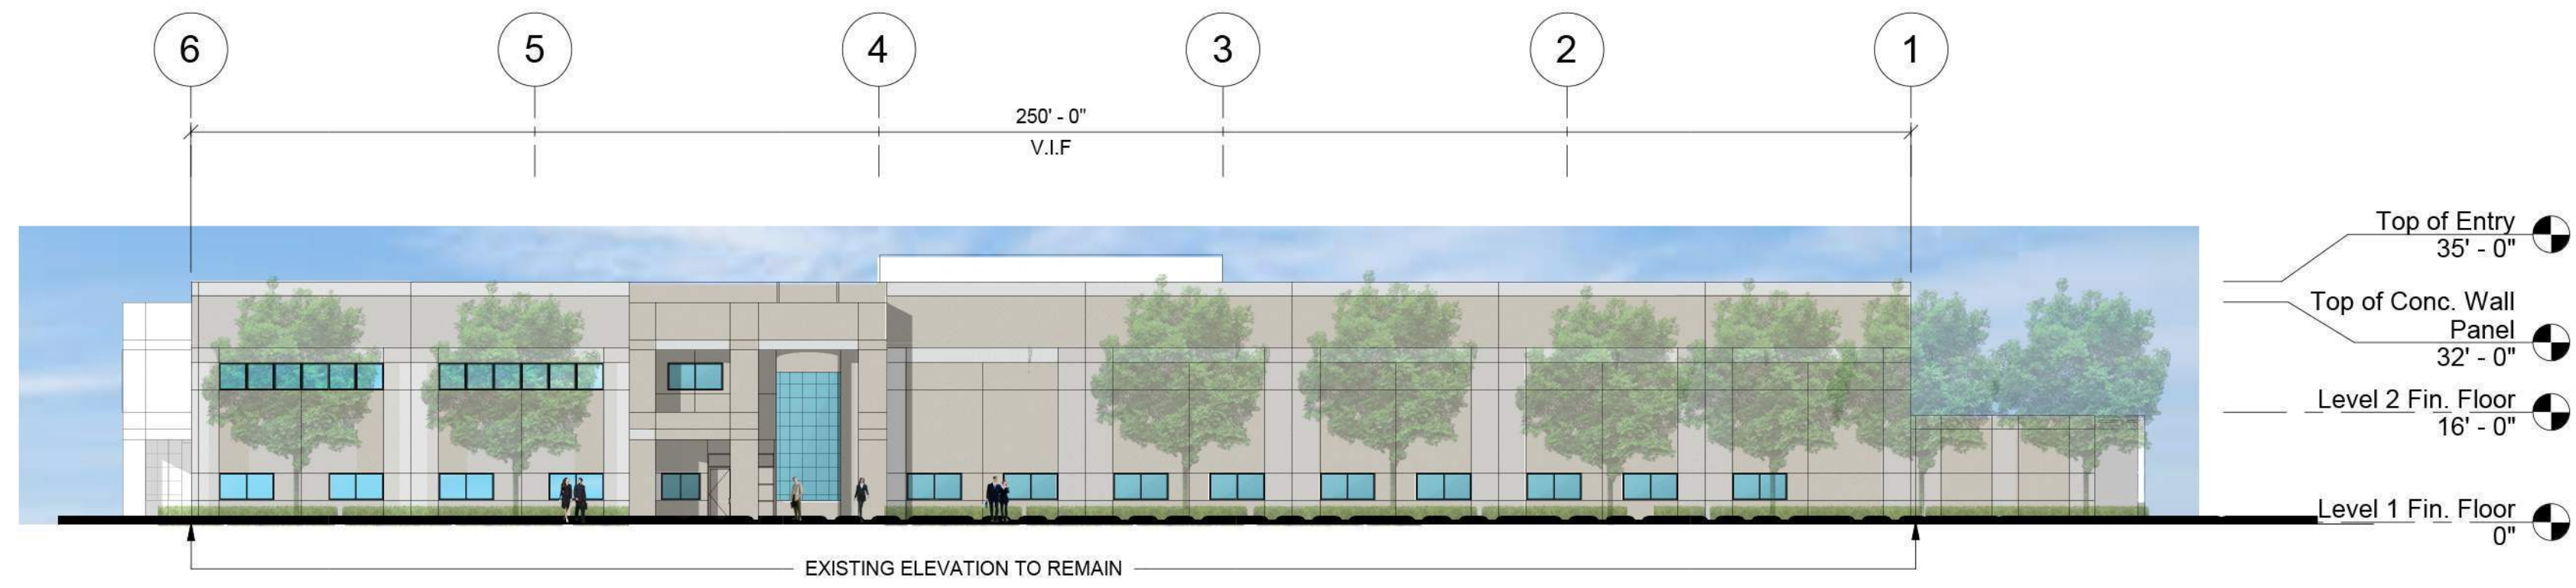 6
5
4
3
2
1
250' - 0"
V.I.F
Top of Entry
35' - 0"
Top of Conc. Wall
Panel
32' - 0"
Level 2 Fin. Floor
16' - 0"
Level 1 Fin. Floor
0"
EXISTING ELEVATION TO REMAIN